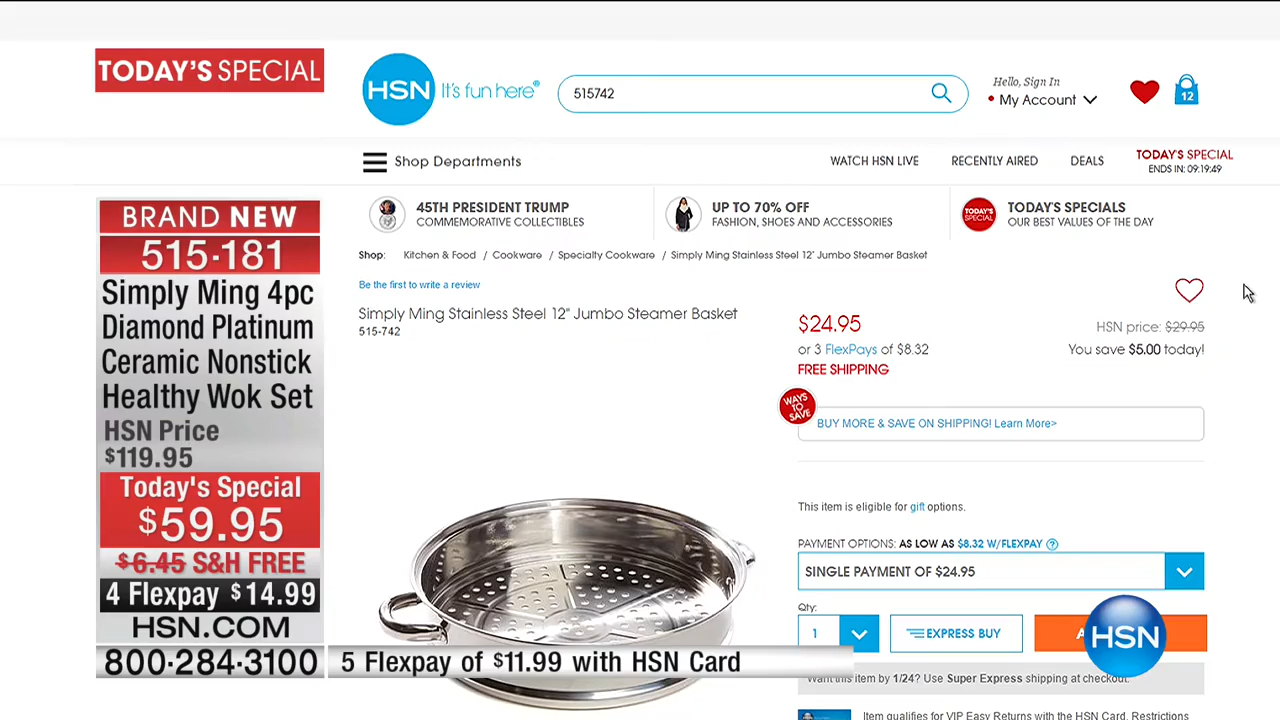 TODAY'S SPECIAL
HSN It's fun here®
515742
Hello, Sign In
My Account
12
Shop Departments
WATCH HSN LIVE
RECENTLY AIRED
DEALS
TODAY'S SPECIAL
ENDS IN: 09:19:49
45TH PRESIDENT TRUMP
COMMEMORATIVE COLLECTIBLES
UP TO 70% OFF
FASHION, SHOES AND ACCESSORIES
TODAY'S SPECIAL
TODAY'S SPECIALS
OUR BEST VALUES OF THE DAY
BRAND NEW
515·181
Simply Ming 4pc
Diamond Platinum
Ceramic Nonstick
Healthy Wok Set
HSN Price
$119.95
Today's Special
$59.95
$6.45 S&H FREE
4 Flexpay $14.99
HSN.COM
800·284·3100
Shop: Kitchen & Food / Cookware / Specialty Cookware / Simply Ming Stainless Steel 12" Jumbo Steamer Basket
Be the first to write a review
Simply Ming Stainless Steel 12" Jumbo Steamer Basket
515-742
$24.95
HSN price: $29.95
or 3 FlexPays of $8.32
You save $5.00 today!
FREE SHIPPING
WAYS TO SAVE
BUY MORE & SAVE ON SHIPPING! Learn More>
This item is eligible for gift options.
PAYMENT OPTIONS: AS LOW AS $8.32 W/FLEXPAY ?
SINGLE PAYMENT OF $24.95
Qty:
1
EXPRESS BUY
HSN
5 Flexpay of $11.99 with HSN Card
Want this item by 1/24? Use Super Express shipping at checkout.
Item qualifies for VIP Easy Returns with the HSN Card. Restrictions